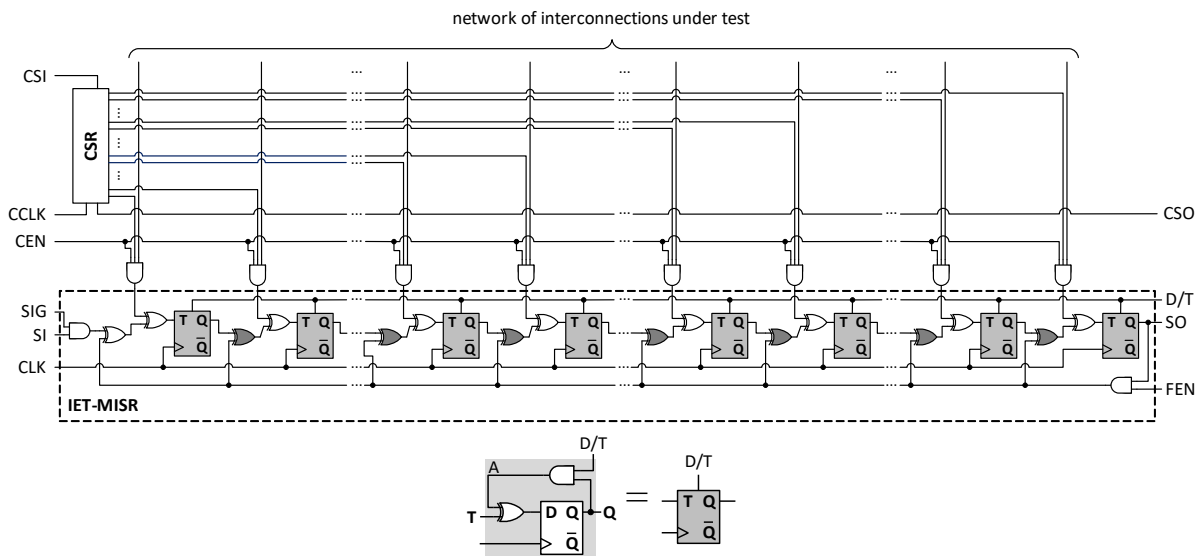 network of interconnections under test
CSI
... ... ... ...
...
CSR
...
...
...
...
CCLK ... ... ... CSO
CEN ... ... ...
SIG ... ... ... D/T
SI T Q T Q T Q T Q T Q T Q T Q T Q SO
... ... ...
Q Q Q Q Q Q Q Q
CLK ... ... ...
... ... ... FEN
IET-MISR
D/T
A D/T
=
T D Q Q T Q
Q Q